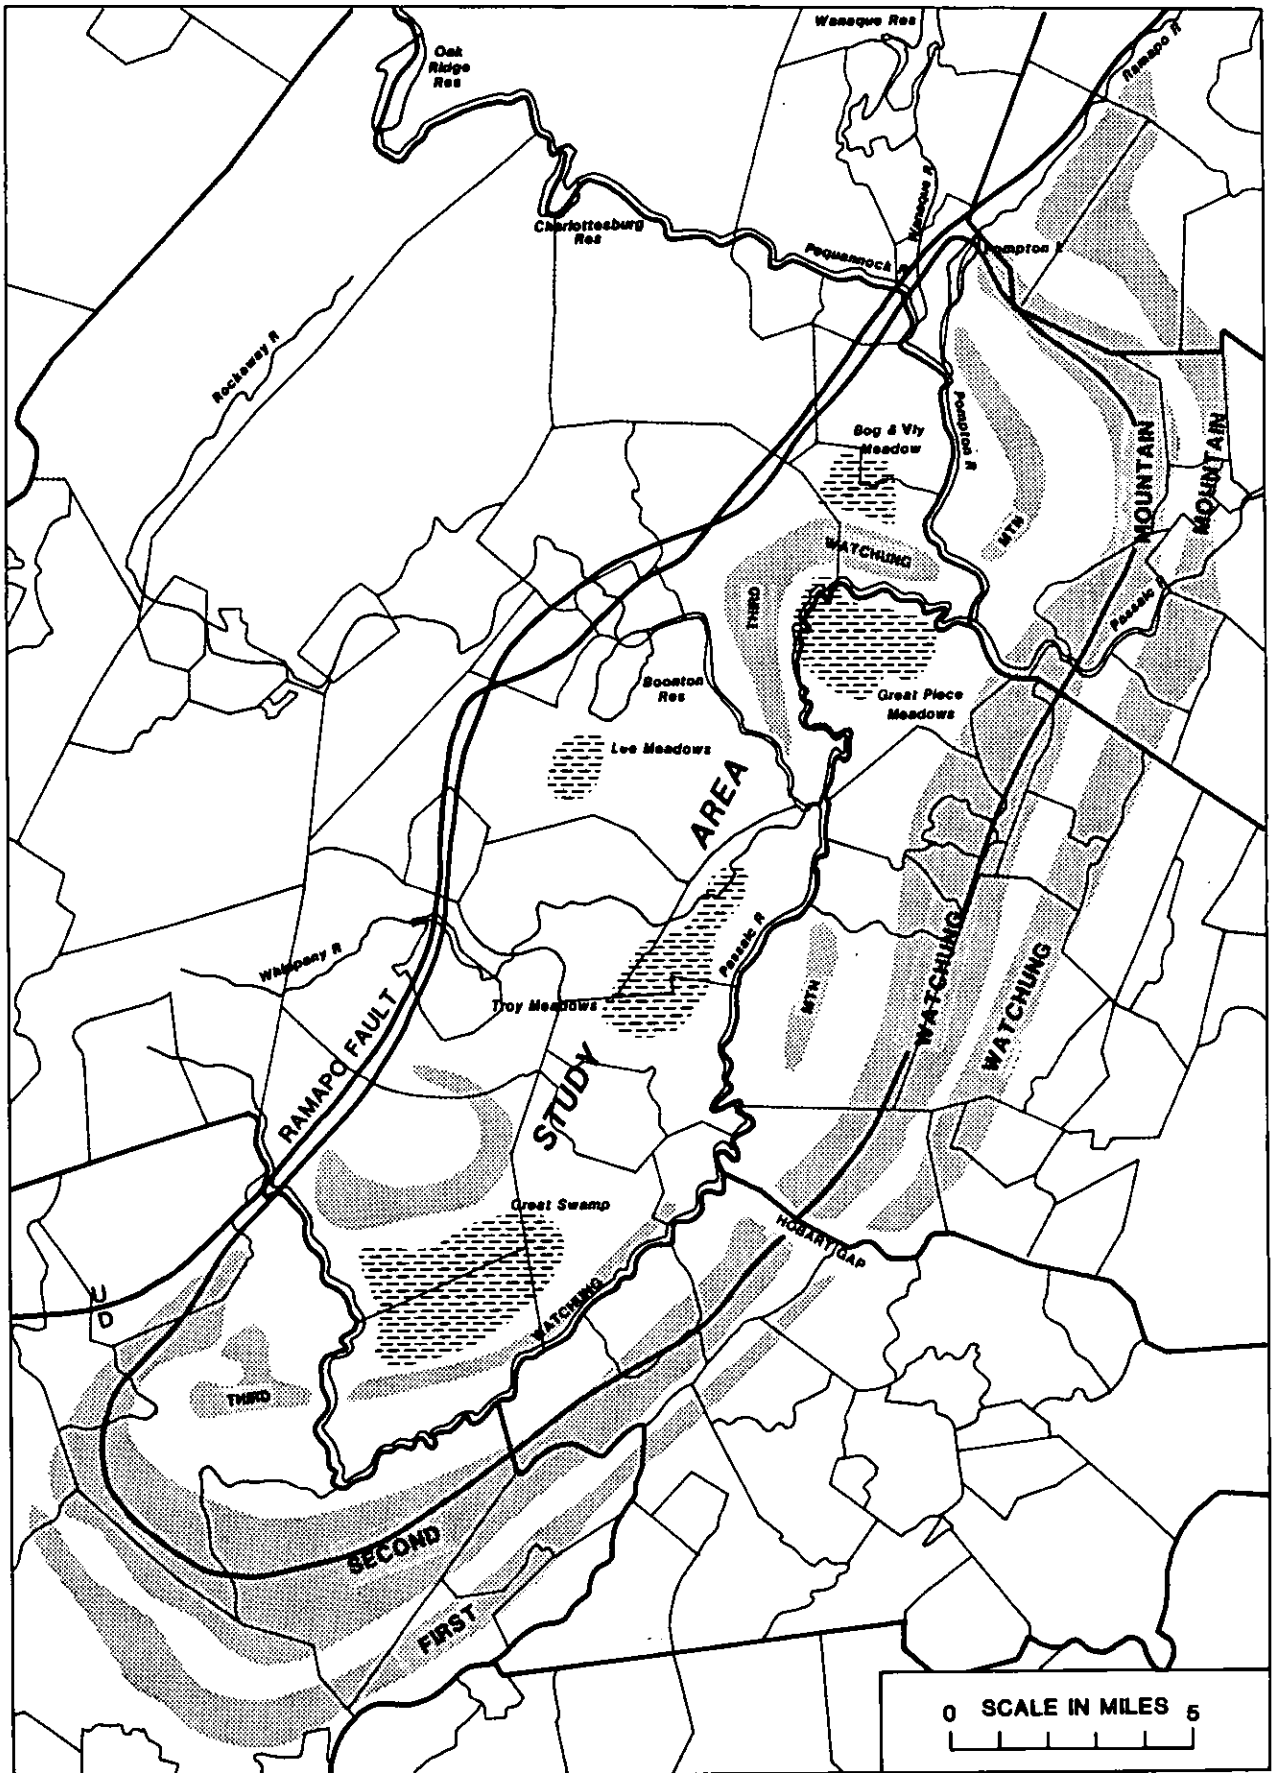 Wanaque Res
Oak
Ridge
Res
Ramapo R
Wanaque R
Charlottesburg
Res
Pequannock R
Pompton L
Rockaway R
Pompton R
Bog & Vly
Meadow
MOUNTAIN
MOUNTAIN
MTN
WATCHUNG
THIRD
Passaic R
Boonton
Res
Great Piece
Meadows
Lee Meadows
AREA
Passaic R
WATCHUNG
WATCHUNG
MTN
Whippany R
Troy Meadows
RAMAPO FAULT
STUDY
Great Swamp
HOBART GAP
U
D
WATCHUNG
THIRD
SECOND
FIRST
0 SCALE IN MILES 5